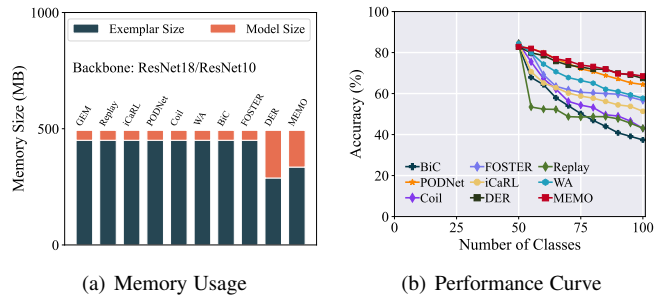 Exemplar Size Model Size
Backbone: ResNet18/ResNet10
GEM Replay iCaRL PODNet Coil WA BiC FOSTER DER MEMO
Memory Size (MB)
1000
500
0
(a) Memory Usage
Accuracy (%)
100
80
60
40
20
0
BiC FOSTER Replay
PODNet iCaRL WA
Coil DER MEMO
0 25 50 75 100
Number of Classes
(b) Performance Curve